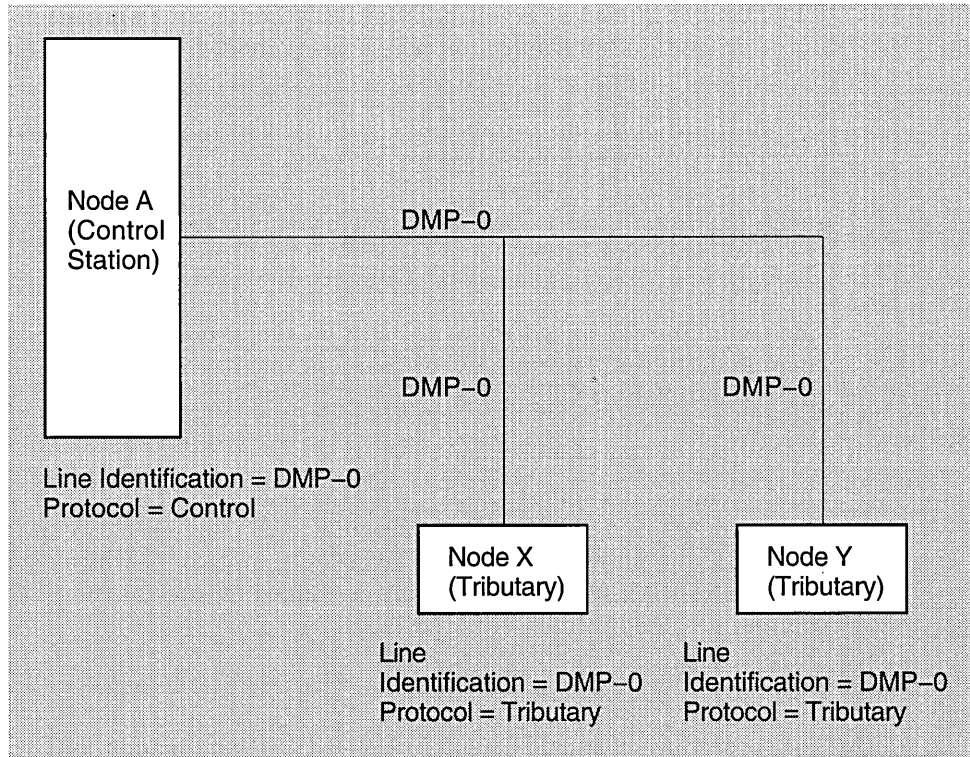 Node A
(Control
Station)
DMP–0
DMP–0
DMP–0
Line Identification = DMP–0
Protocol = Control
Node X
(Tributary)
Node Y
(Tributary)
Line
Identification = DMP–0
Protocol = Tributary
Line
Identification = DMP–0
Protocol = Tributary